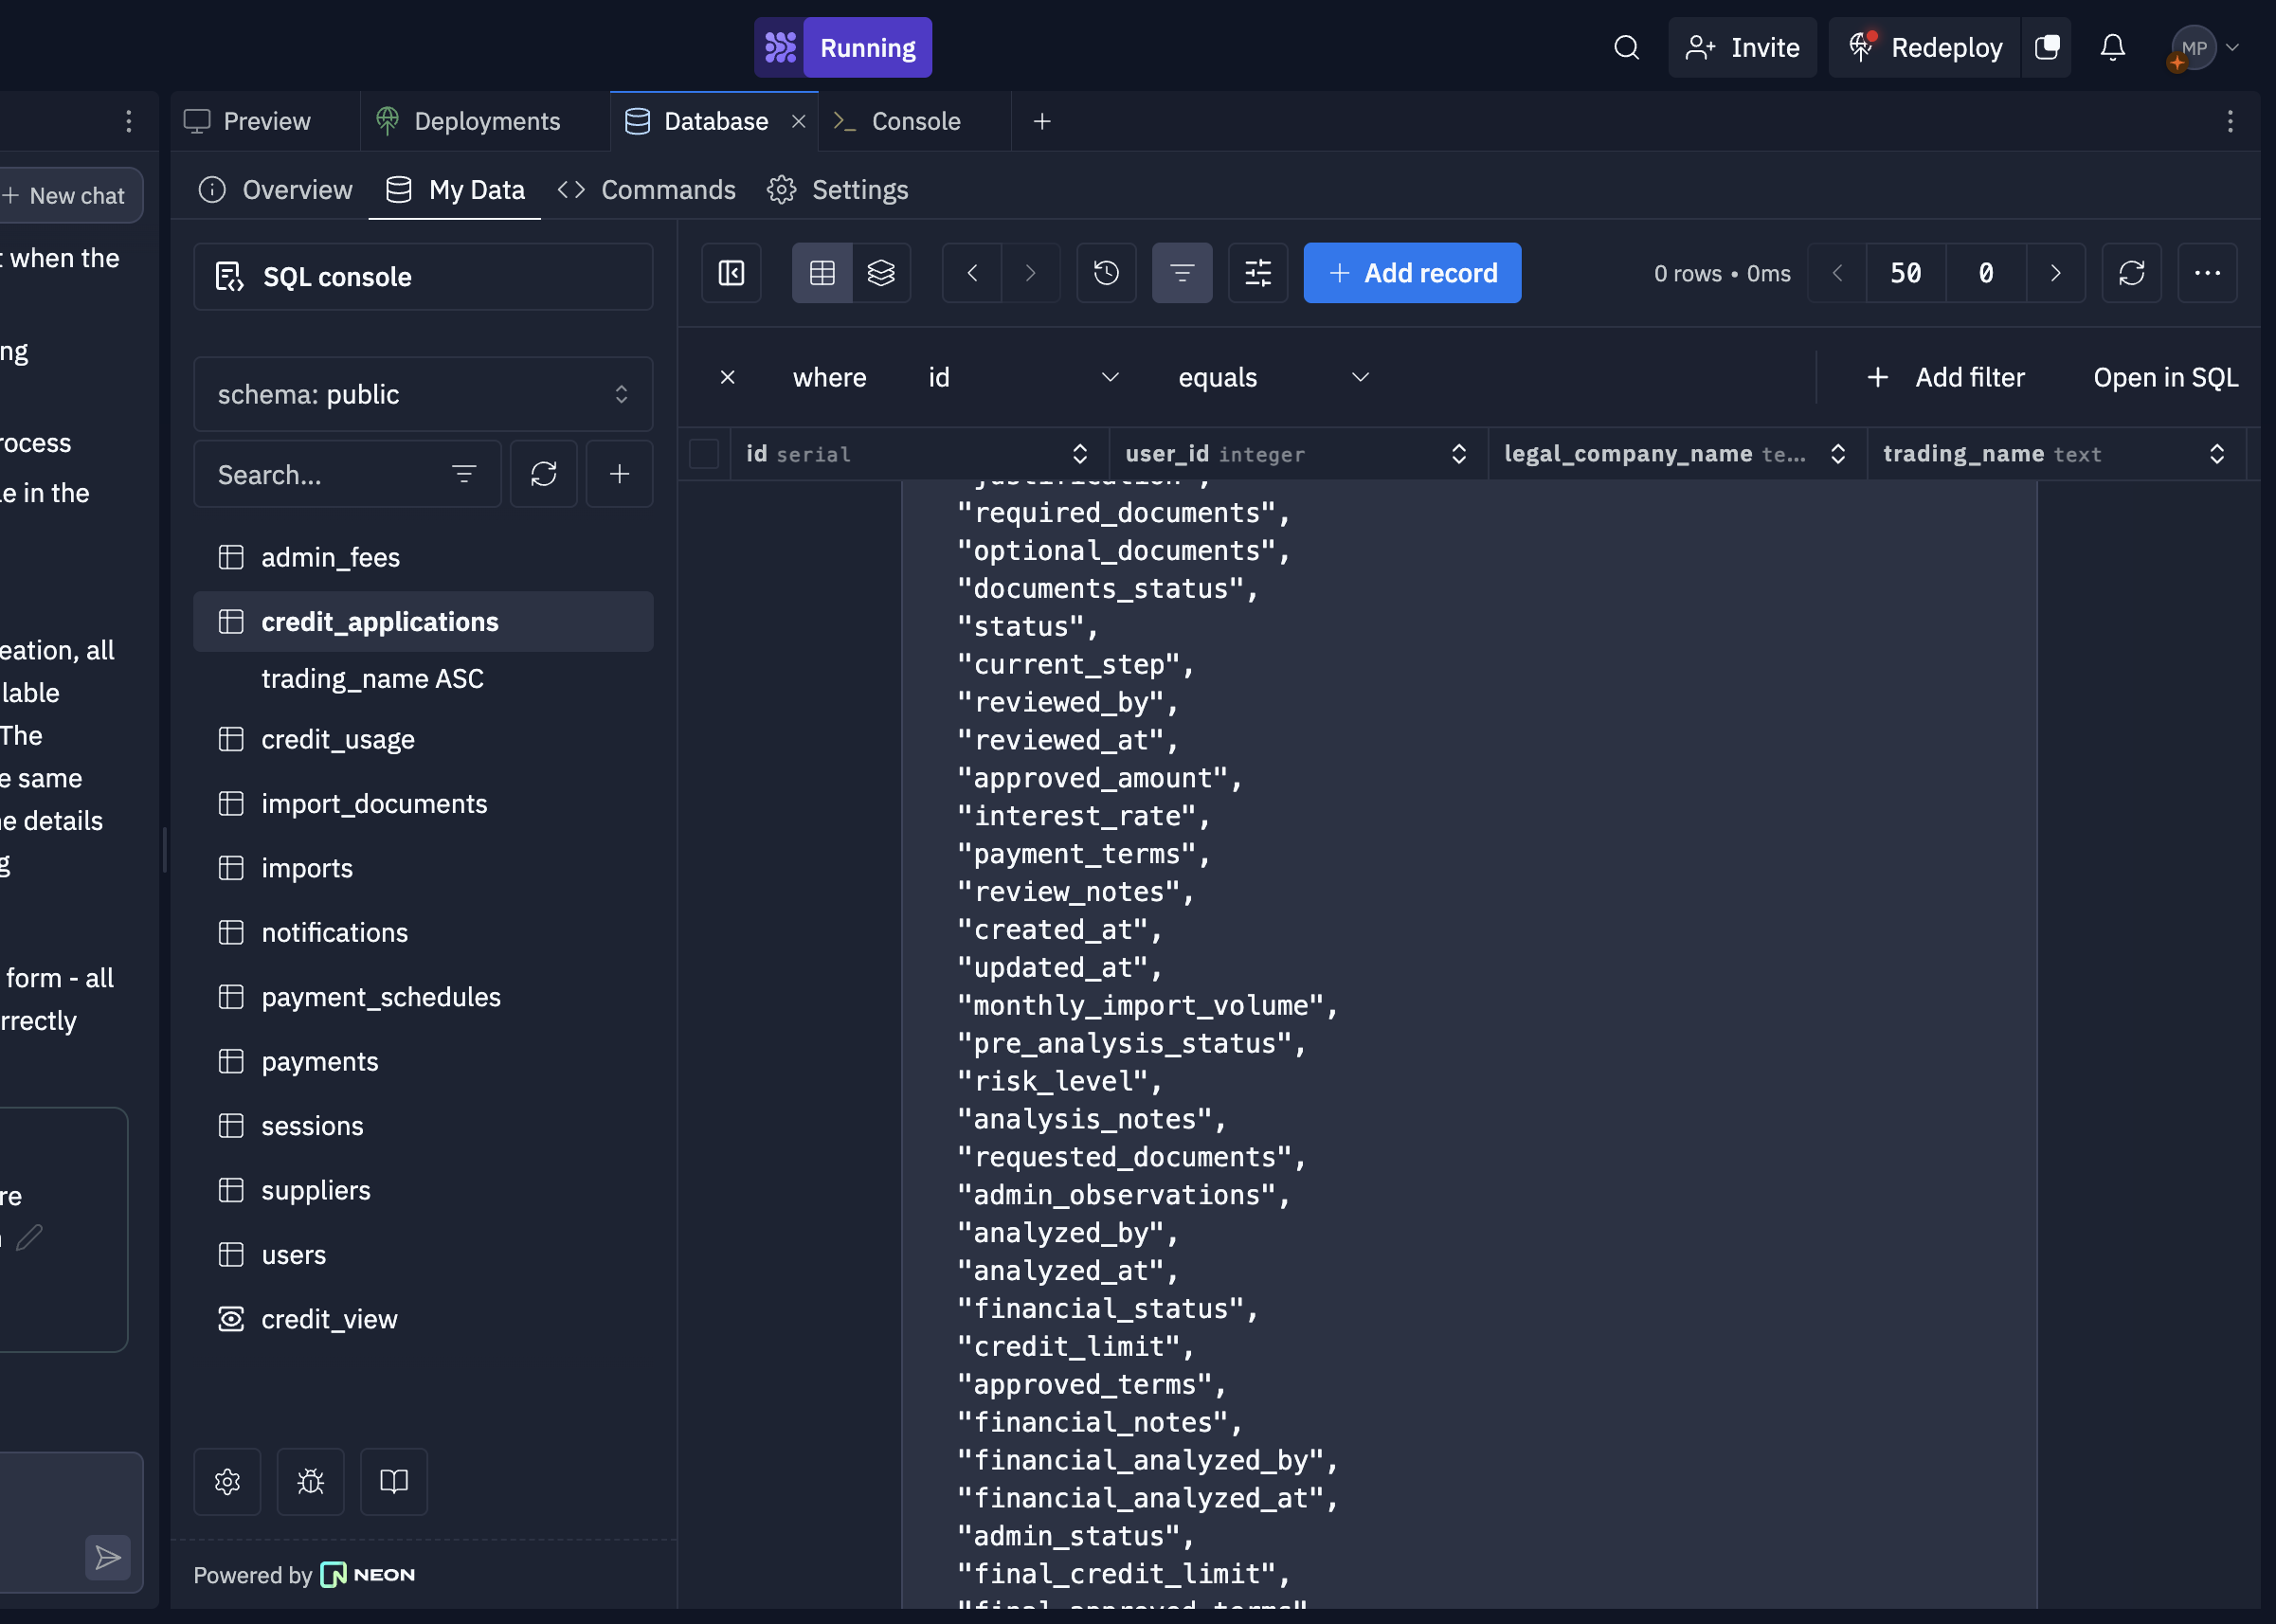 Running
Invite
Redeploy
MP
Preview
Deployments
Database
Console
New chat
when the
ng
rocess
e in the
eation, all
lable
The
e same
e details
g
form - all
rrectly
re
Overview
My Data
Commands
Settings
SQL console
schema: public
Search...
admin_fees
credit_applications
trading_name ASC
credit_usage
import_documents
imports
notifications
payment_schedules
payments
sessions
suppliers
users
credit_view
Powered by NEON
Add record
0 rows • 0ms
50
0
where id equals
Add filter
Open in SQL
id serial
user_id integer
legal_company_name te...
trading_name text
"justification",
"required_documents",
"optional_documents",
"documents_status",
"status",
"current_step",
"reviewed_by",
"reviewed_at",
"approved_amount",
"interest_rate",
"payment_terms",
"review_notes",
"created_at",
"updated_at",
"monthly_import_volume",
"pre_analysis_status",
"risk_level",
"analysis_notes",
"requested_documents",
"admin_observations",
"analyzed_by",
"analyzed_at",
"financial_status",
"credit_limit",
"approved_terms",
"financial_notes",
"financial_analyzed_by",
"financial_analyzed_at",
"admin_status",
"final_credit_limit",
"final_approved_terms"